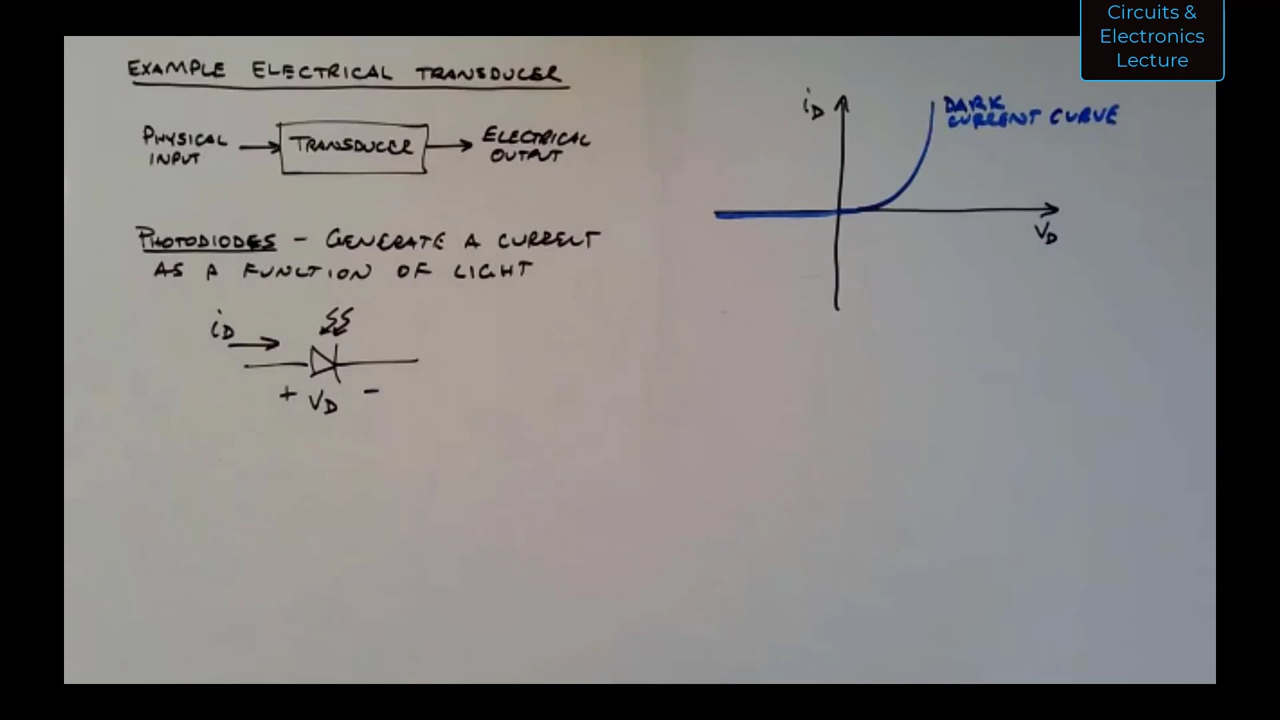 Circuits &
Electronics
Lecture
EXAMPLE ELECTRICAL TRANSDUCER
PHYSICAL
INPUT
TRANSDUCER
ELECTRICAL
OUTPUT
PHOTODIODES - GENERATE A CURRENT
AS A FUNCTION OF LIGHT
iD
+ VD -
iD
DARK
CURRENT CURVE
VD